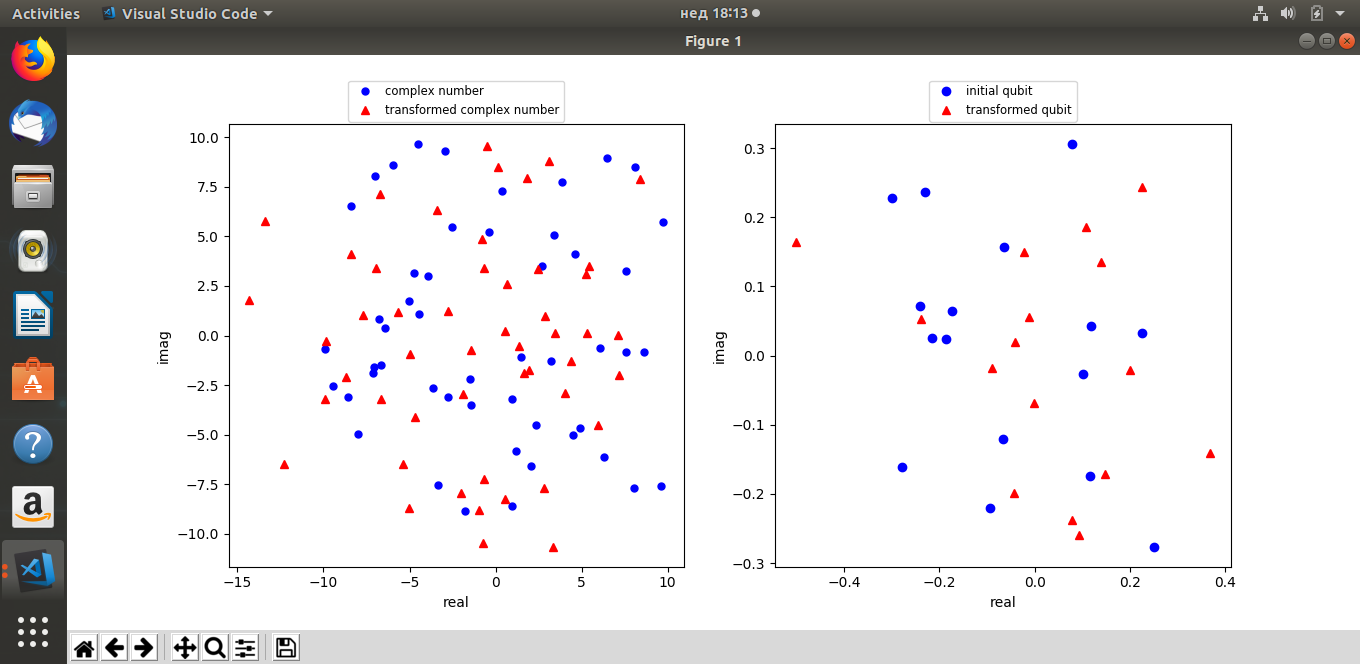 Activities
Visual Studio Code
нед 18:13
Figure 1
complex number
transformed complex number
10.0
7.5
5.0
2.5
0.0
−2.5
−5.0
−7.5
−10.0
imag
−15
−10
−5
0
5
10
real
initial qubit
transformed qubit
0.3
0.2
0.1
0.0
−0.1
−0.2
−0.3
imag
−0.4
−0.2
0.0
0.2
0.4
real